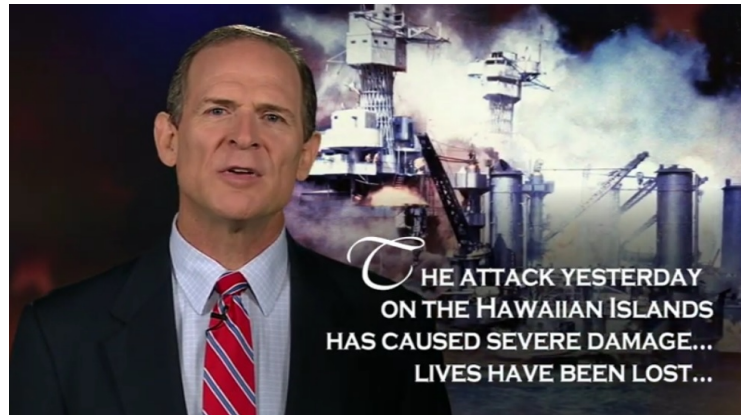 THE ATTACK YESTERDAY
ON THE HAWAIIAN ISLANDS
HAS CAUSED SEVERE DAMAGE...
LIVES HAVE BEEN LOST...